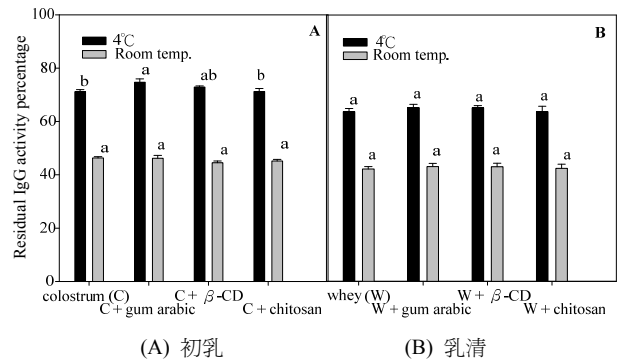 Residual IgG activity percentage
100
80
60
40
20
0
A
4℃
Room temp.
b a ab b
a a a a
colostrum (C) C + β-CD
C + gum arabic C + chitosan
B
4℃
Room temp.
a a a a
a a a a
whey (W) W + β-CD
W + gum arabic W + chitosan
(A) 初乳 (B) 乳清